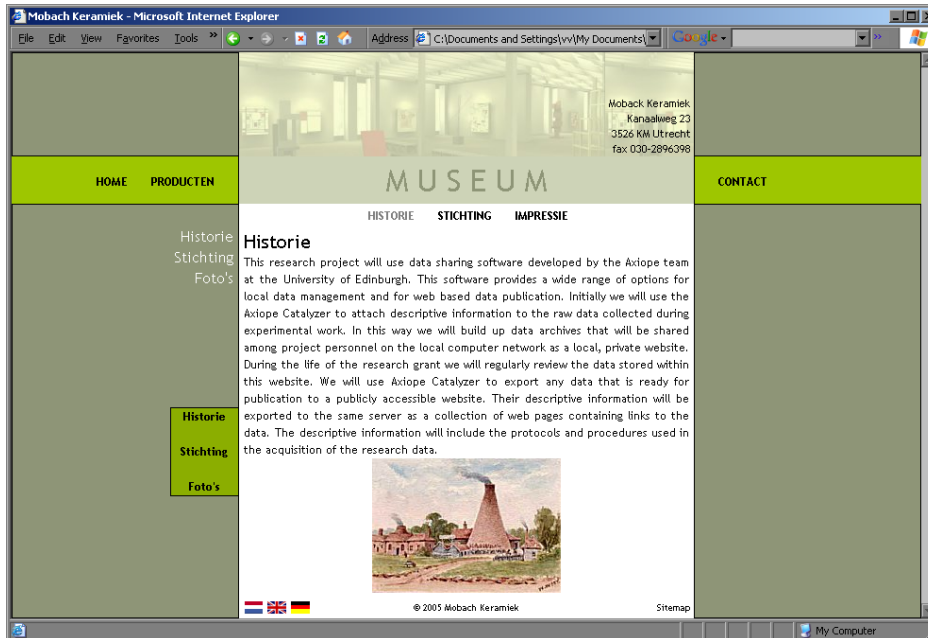 Mobach Keramiek - Microsoft Internet Explorer
File Edit View Favorites Tools » Address C:\Documents and Settings\vv\My Documents\ Google »
Moback Keramiek
Kanaalweg 23
3526 KM Utrecht
fax 030-2896398
HOME PRODUCTEN MUSEUM CONTACT
HISTORIE STICHTING IMPRESSIE
Historie
Stichting
Foto's
Historie
This research project will use data sharing software developed by the Axiope team
at the University of Edinburgh. This software provides a wide range of options for
local data management and for web based data publication. Initially we will use the
Axiope Catalyzer to attach descriptive information to the raw data collected during
experimental work. In this way we will build up data archives that will be shared
among project personnel on the local computer network as a local, private website.
During the life of the research grant we will regularly review the data stored within
this website. We will use Axiope Catalyzer to export any data that is ready for
publication to a publicly accessible website. Their descriptive information will be
exported to the same server as a collection of web pages containing links to the
data. The descriptive information will include the protocols and procedures used in
the acquisition of the research data.
Historie
Stichting
Foto's
© 2005 Mobach Keramiek Sitemap
My Computer